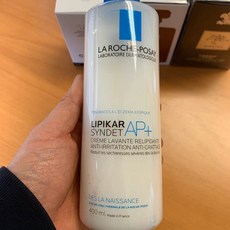 LA ROCHE-POSAY
LABORATOIRE DERMATOLOGIQUE
LIPIKAR
SYNDET AP+
CRÈME LAVANTE RELIPIDANTE
ANTI-IRRITATION ANTI-GRATTAGE
DÈS LA NAISSANCE
400 ml